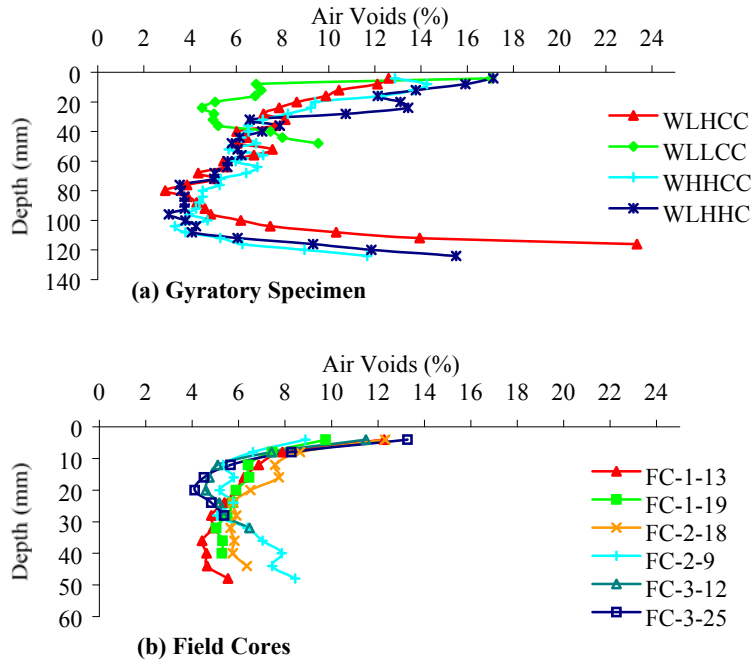 Air Voids (%)
0 2 4 6 8 10 12 14 16 18 20 22 24
0
20
40
60
80
100
120
140
Depth (mm)
WLHCC
WLLCC
WHHCC
WLHHC
(a) Gyratory Specimen
Air Voids (%)
0 2 4 6 8 10 12 14 16 18 20 22 24
0
10
20
30
40
50
60
Depth (mm)
FC-1-13
FC-1-19
FC-2-18
FC-2-9
FC-3-12
FC-3-25
(b) Field Cores